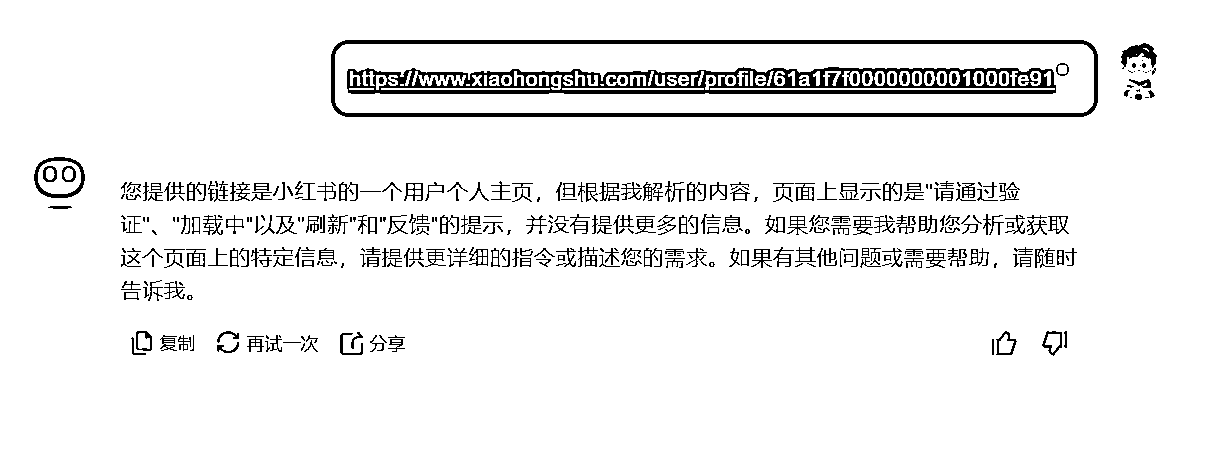 https://www.xiaohongshu.com/user/profile/61a1f7f0000000001000fe91
您提供的链接是小红书的一个用户个人主页，但根据我解析的内容，页面上显示的是"请通过验
证"、"加载中"以及"刷新"和"反馈"的提示，并没有提供更多的信息。如果您需要我帮助您分析或获取
这个页面上的特定信息，请提供更详细的指令或描述您的需求。如果有其他问题或需要帮助，请随时
告诉我。
复制 再试一次 分享